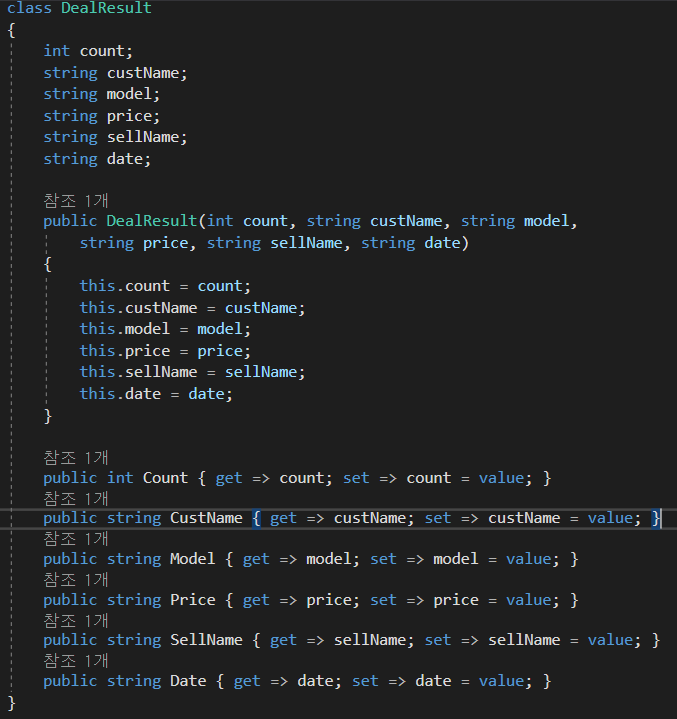 class DealResult
{
int count;
string custName;
string model;
string price;
string sellName;
string date;
참조 1개
public DealResult(int count, string custName, string model,
string price, string sellName, string date)
{
this.count = count;
this.custName = custName;
this.model = model;
this.price = price;
this.sellName = sellName;
this.date = date;
}
참조 1개
public int Count { get => count; set => count = value; }
참조 1개
public string CustName { get => custName; set => custName = value; }
참조 1개
public string Model { get => model; set => model = value; }
참조 1개
public string Price { get => price; set => price = value; }
참조 1개
public string SellName { get => sellName; set => sellName = value; }
참조 1개
public string Date { get => date; set => date = value; }
}